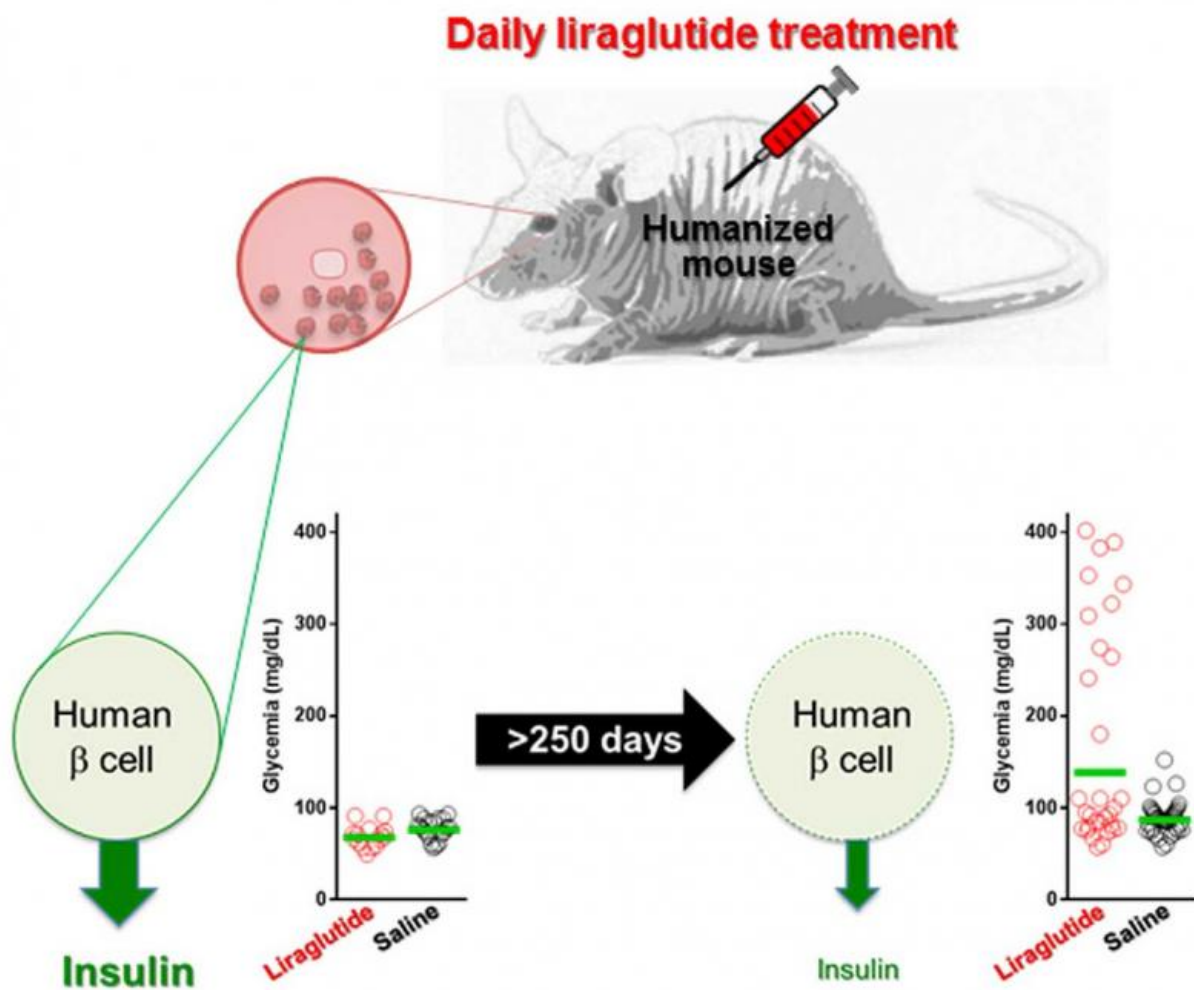 Daily liraglutide treatment
Humanized
mouse
Human
β cell
Insulin
Glycemia (mg/dL)
400
300
200
100
0
Liraglutide
Saline
>250 days
Human
β cell
Insulin
Glycemia (mg/dL)
400
300
200
100
0
Liraglutide
Saline